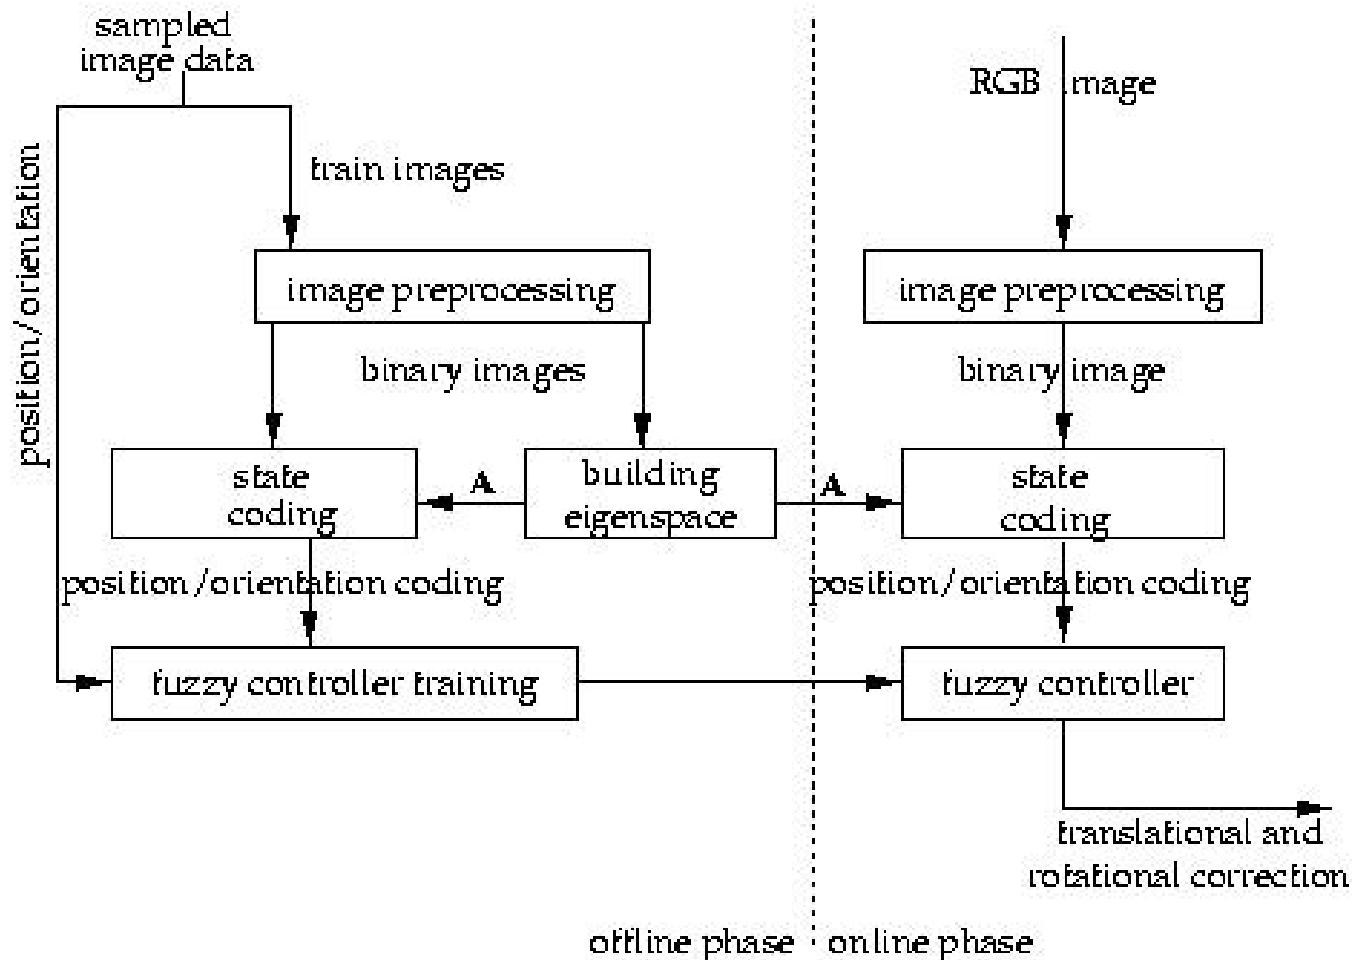 sampled
image data
RGB image
position/orientation
train images
image preprocessing
image preprocessing
binary images
binary image
state
coding
A
building
eigenspace
A
state
coding
position/orientation coding
position/orientation coding
fuzzy controller training
fuzzy controller
translational and
rotational correction
offline phase
online phase